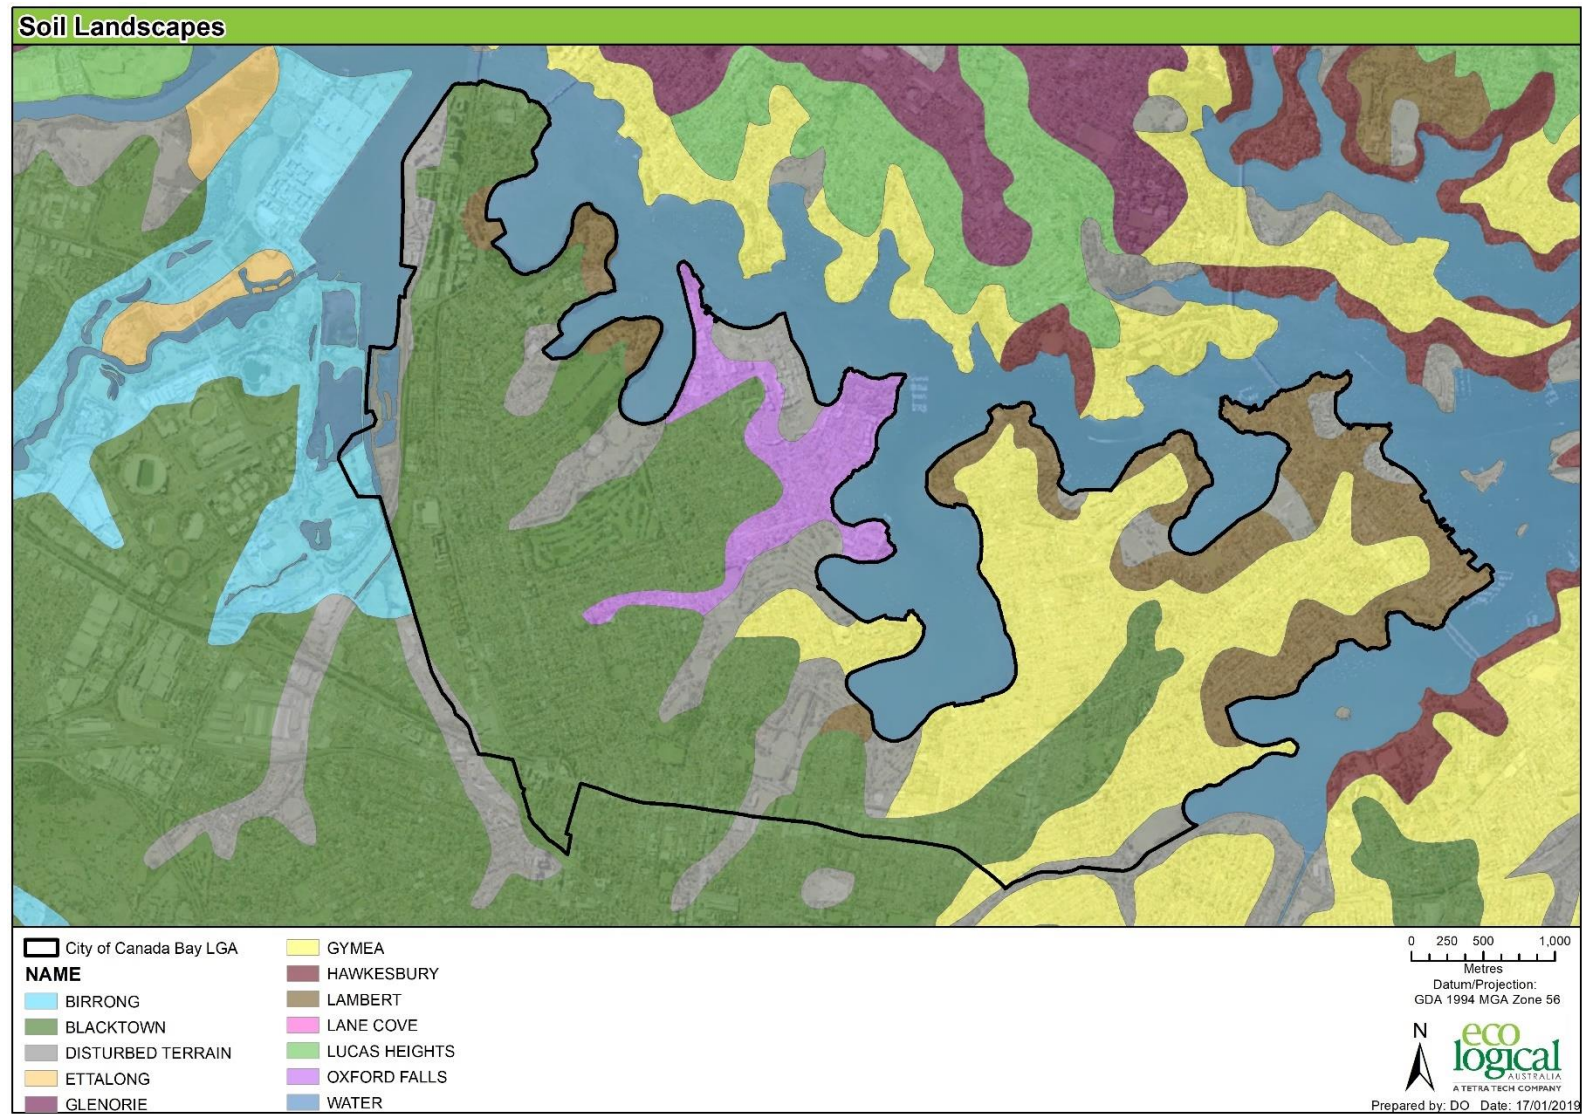 Soil Landscapes
City of Canada Bay LGA
NAME
BIRRONG
BLACKTOWN
DISTURBED TERRAIN
ETTALONG
GLENORIE
GYMEA
HAWKESBURY
LAMBERT
LANE COVE
LUCAS HEIGHTS
OXFORD FALLS
WATER
0 250 500 1,000
Metres
Datum/Projection:
GDA 1994 MGA Zone 56
N
eco
logical
AUSTRALIA
A TETRA TECH COMPANY
Prepared by: DO Date: 17/01/2019